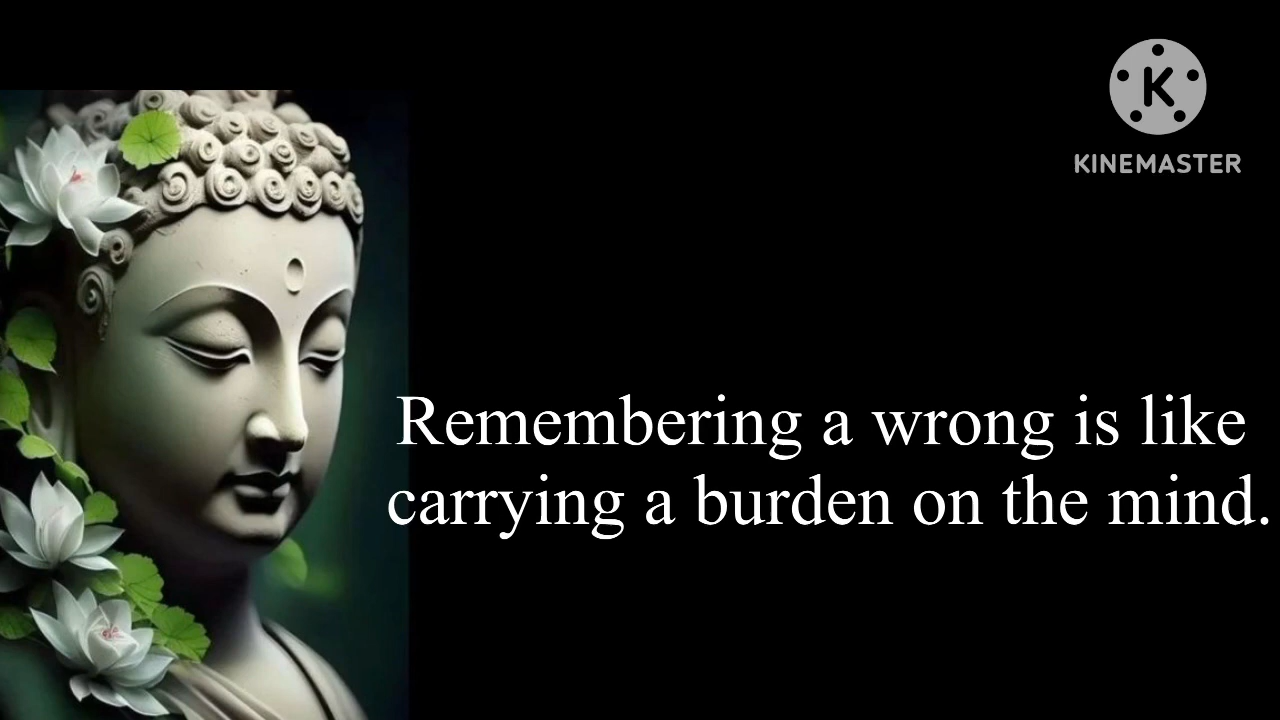 K
KINEMASTER
Remembering a wrong is like
carrying a burden on the mind.